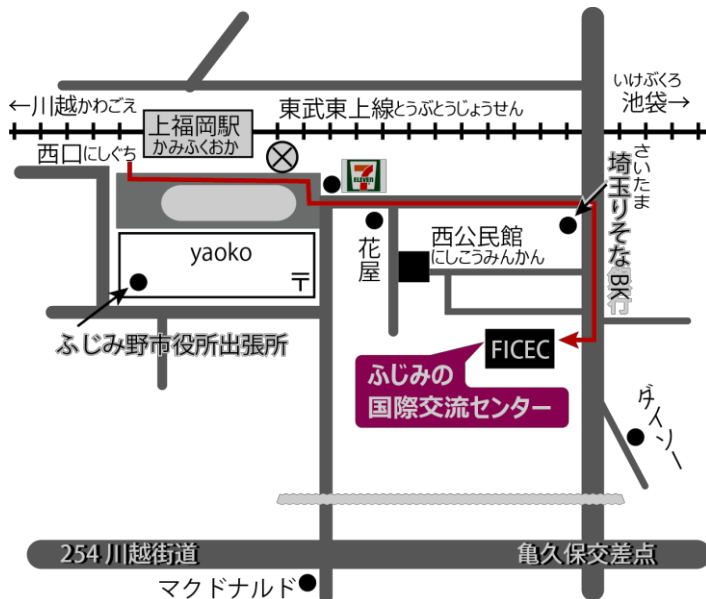 ←川越かわごえ
上福岡駅
かみふくおか
東武東上線とうぶとうじょうせん
いけぶくろ
池袋→
西口にしぐち
7
ELEVEN
さいたま
埼玉りそなBK
銀行
yaoko
〒
花屋
西公民館
にしこうみんかん
ふじみ野市役所出張所
FICEC
ふじみの
国際交流センター
ダイソー
254 川越街道
亀久保交差点
マクドナルド